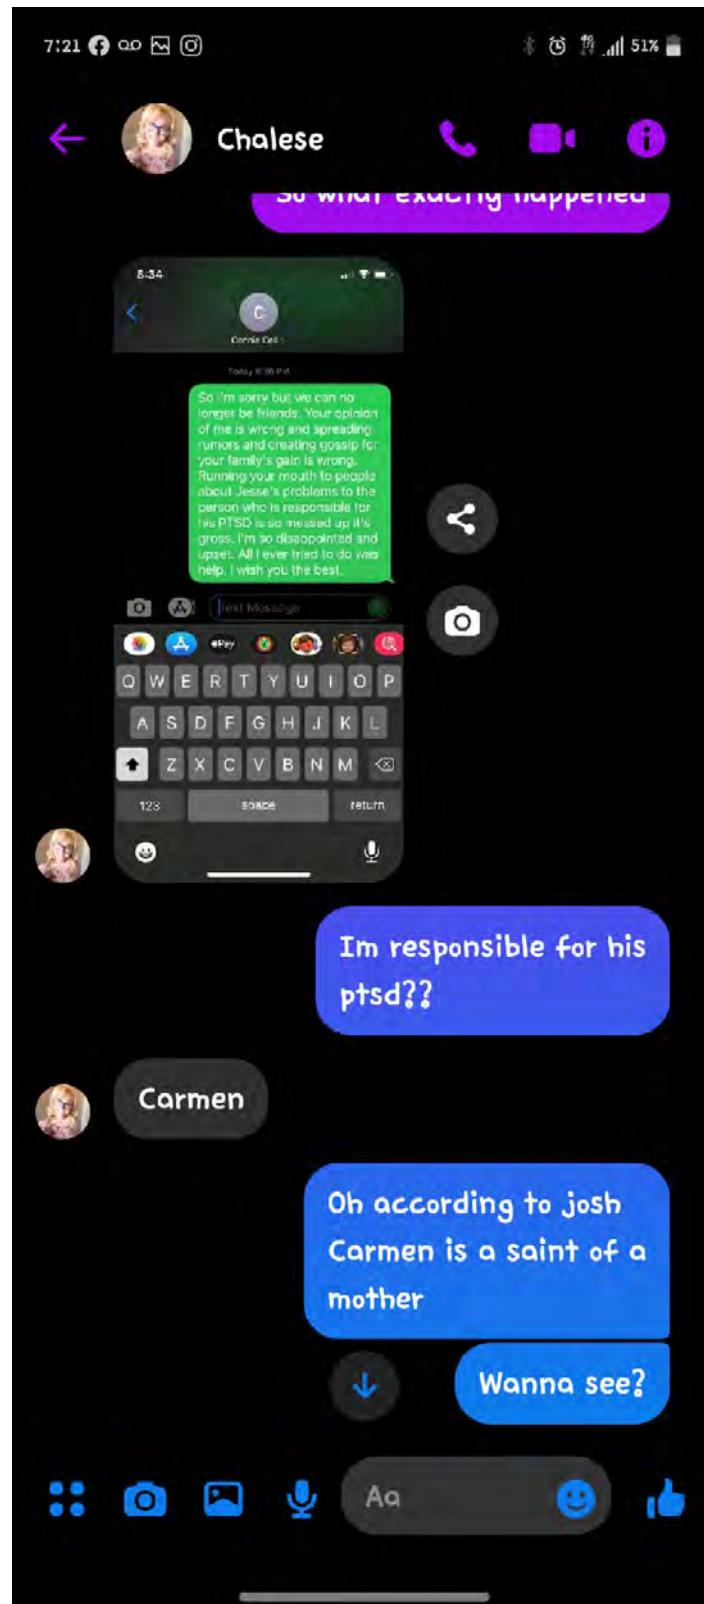 7:21
51%
Chalese
So what exactly happened
8:34
C
Connie Cell
Today 8:30 PM
So I'm sorry but we can no
longer be friends. Your opinion
of me is wrong and spreading
rumors and creating gossip for
your family's gain is wrong.
Running your mouth to people
about Jesse's problems to the
person who is responsible for
his PTSD is so messed up it's
gross. I'm so disappointed and
upset. All I ever tried to do was
help. I wish you the best.
Text Message
Pay
Q W E R T Y U I O P
A S D F G H J K L
Z X C V B N M
123 space return
Im responsible for his
ptsd??
Carmen
Oh according to josh
Carmen is a saint of a
mother
Wanna see?
Aa